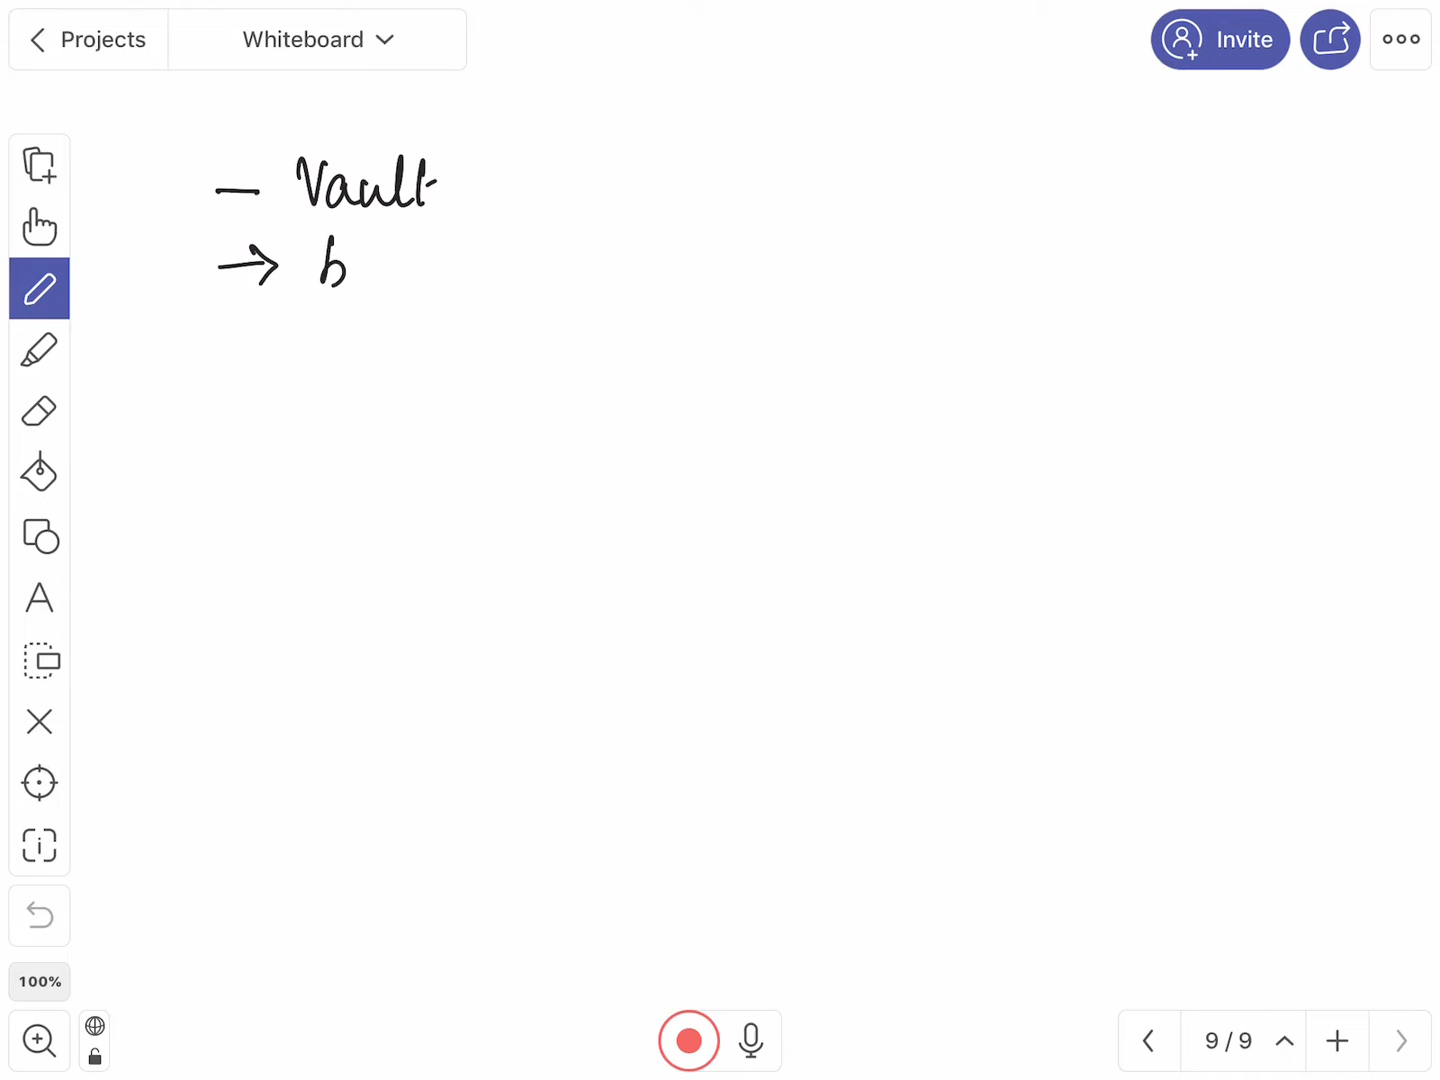 Projects Whiteboard Invite
— Vault
→ b
A
100%
9 / 9